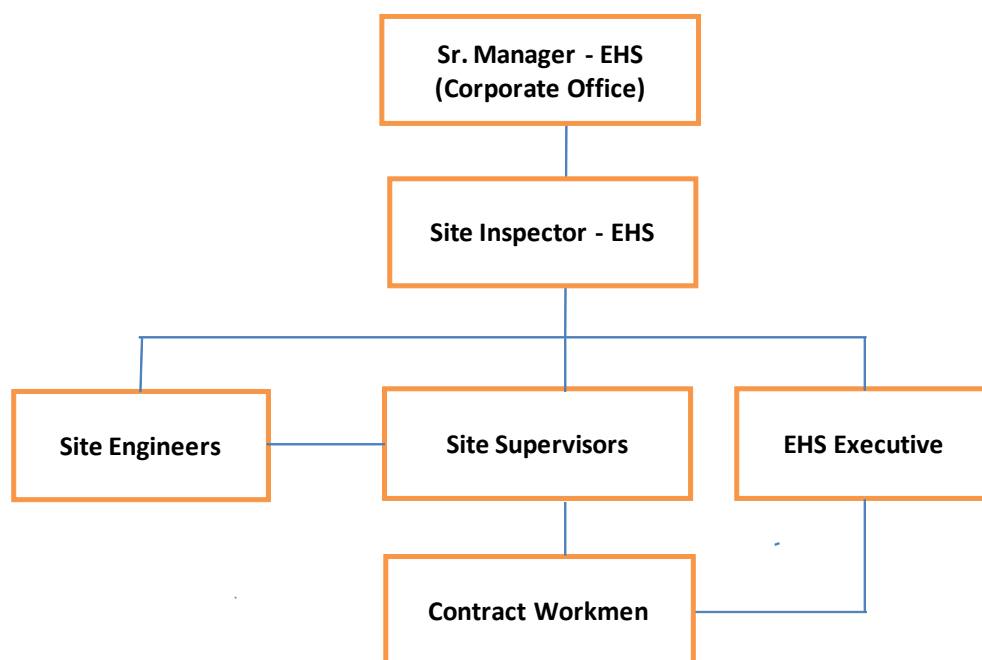 Sr. Manager - EHS
(Corporate Office)
Site Inspector - EHS
Site Engineers
Site Supervisors
EHS Executive
Contract Workmen